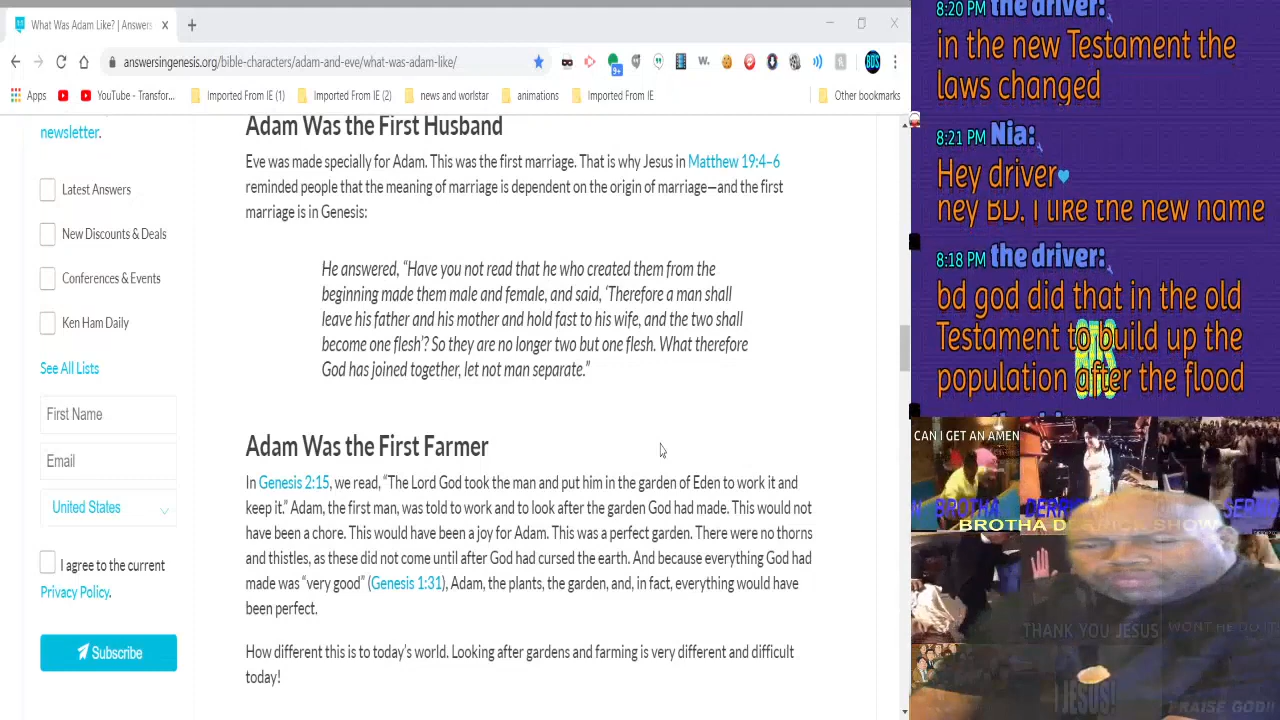 What Was Adam Like? | Answers
answersingenesis.org/bible-characters/adam-and-eve/what-was-adam-like/
9+
W.
BDS
Apps
YouTube - Transfor...
Imported From IE (1)
Imported From IE (2)
news and worlstar
animations
Imported From IE
Other bookmarks
newsletter.
Latest Answers
New Discounts & Deals
Conferences & Events
Ken Ham Daily
See All Lists
First Name
Email
United States
I agree to the current
Privacy Policy.
Subscribe
Adam Was the First Husband
Eve was made specially for Adam. This was the first marriage. That is why Jesus in Matthew 19:4–6
reminded people that the meaning of marriage is dependent on the origin of marriage—and the first
marriage is in Genesis:
He answered, “Have you not read that he who created them from the
beginning made them male and female, and said, ‘Therefore a man shall
leave his father and his mother and hold fast to his wife, and the two shall
become one flesh’? So they are no longer two but one flesh. What therefore
God has joined together, let not man separate.”
Adam Was the First Farmer
In Genesis 2:15, we read, “The Lord God took the man and put him in the garden of Eden to work it and
keep it.” Adam, the first man, was told to work and to look after the garden God had made. This would not
have been a chore. This would have been a joy for Adam. This was a perfect garden. There were no thorns
and thistles, as these did not come until after God had cursed the earth. And because everything God had
made was “very good” (Genesis 1:31), Adam, the plants, the garden, and, in fact, everything would have
been perfect.
How different this is to today’s world. Looking after gardens and farming is very different and difficult
today!
8:20 PM the driver:
in the new Testament the
laws changed
8:21 PM Nia:
Hey driver
hey BD. I like the new name
8:18 PM the driver:
bd god did that in the old
Testament to build up the
population after the flood
CAN I GET AN AMEN
BROTHA
BROTHA DERRICK SHOW
THANK YOU JESUS
WONT HE DO IT
JESUS!
PRAISE GOD!!